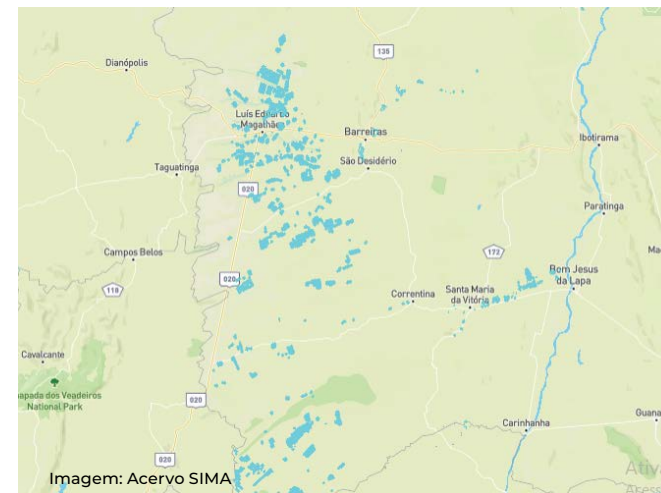 135
Dianópolis
Luís Eduardo
Magalhães
Barreiras
Ibotirama
São Desidério
Taguatinga
020
Paratinga
Campos Belos
172
020
Bom Jesus
da Lapa
118
Correntina
Santa Maria
da Vitória
Cavalcante
020
apada dos Veadeiros
National Park
Guana
Carinhanha
020
Imagem: Acervo SIMA
Ativ